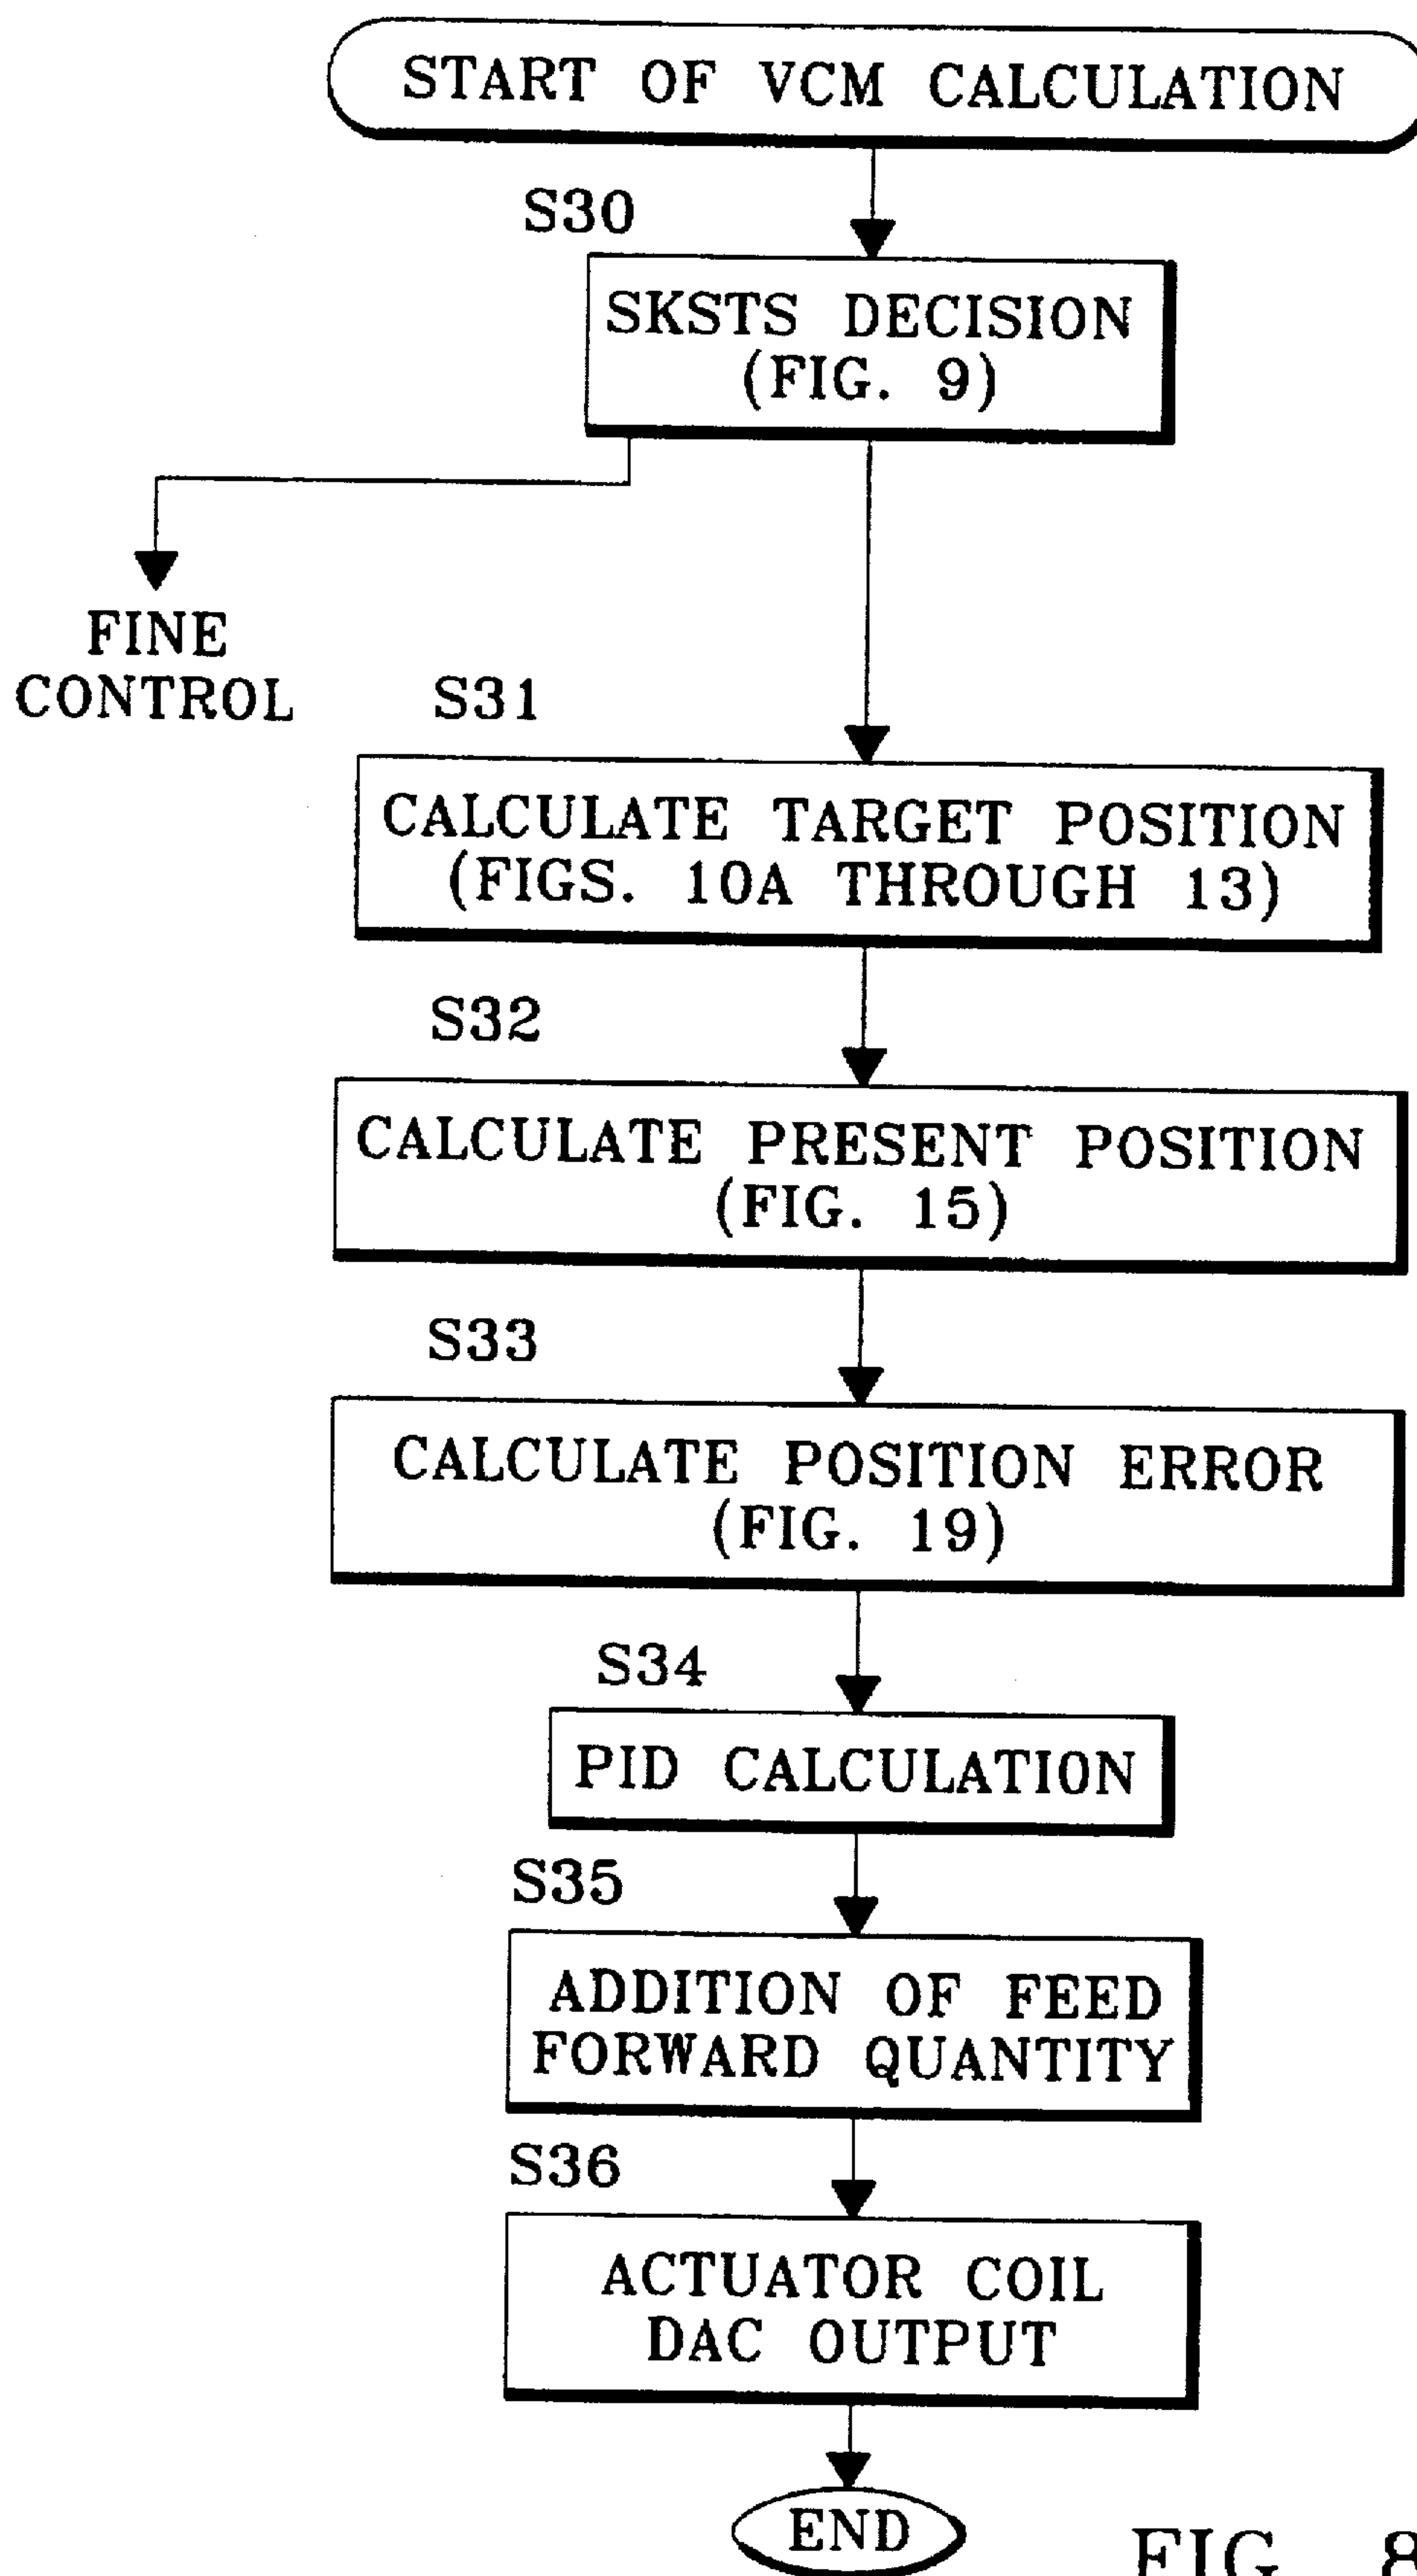 START OF VCM CALCULATION
S30
SKSTS DECISION
(FIG. 9)
FINE
CONTROL
S31
CALCULATE TARGET POSITION
(FIGS. 10A THROUGH 13)
S32
CALCULATE PRESENT POSITION
(FIG. 15)
S33
CALCULATE POSITION ERROR
(FIG. 19)
S34
PID CALCULATION
S35
ADDITION OF FEED
FORWARD QUANTITY
S36
ACTUATOR COIL
DAC OUTPUT
END
FIG. 8